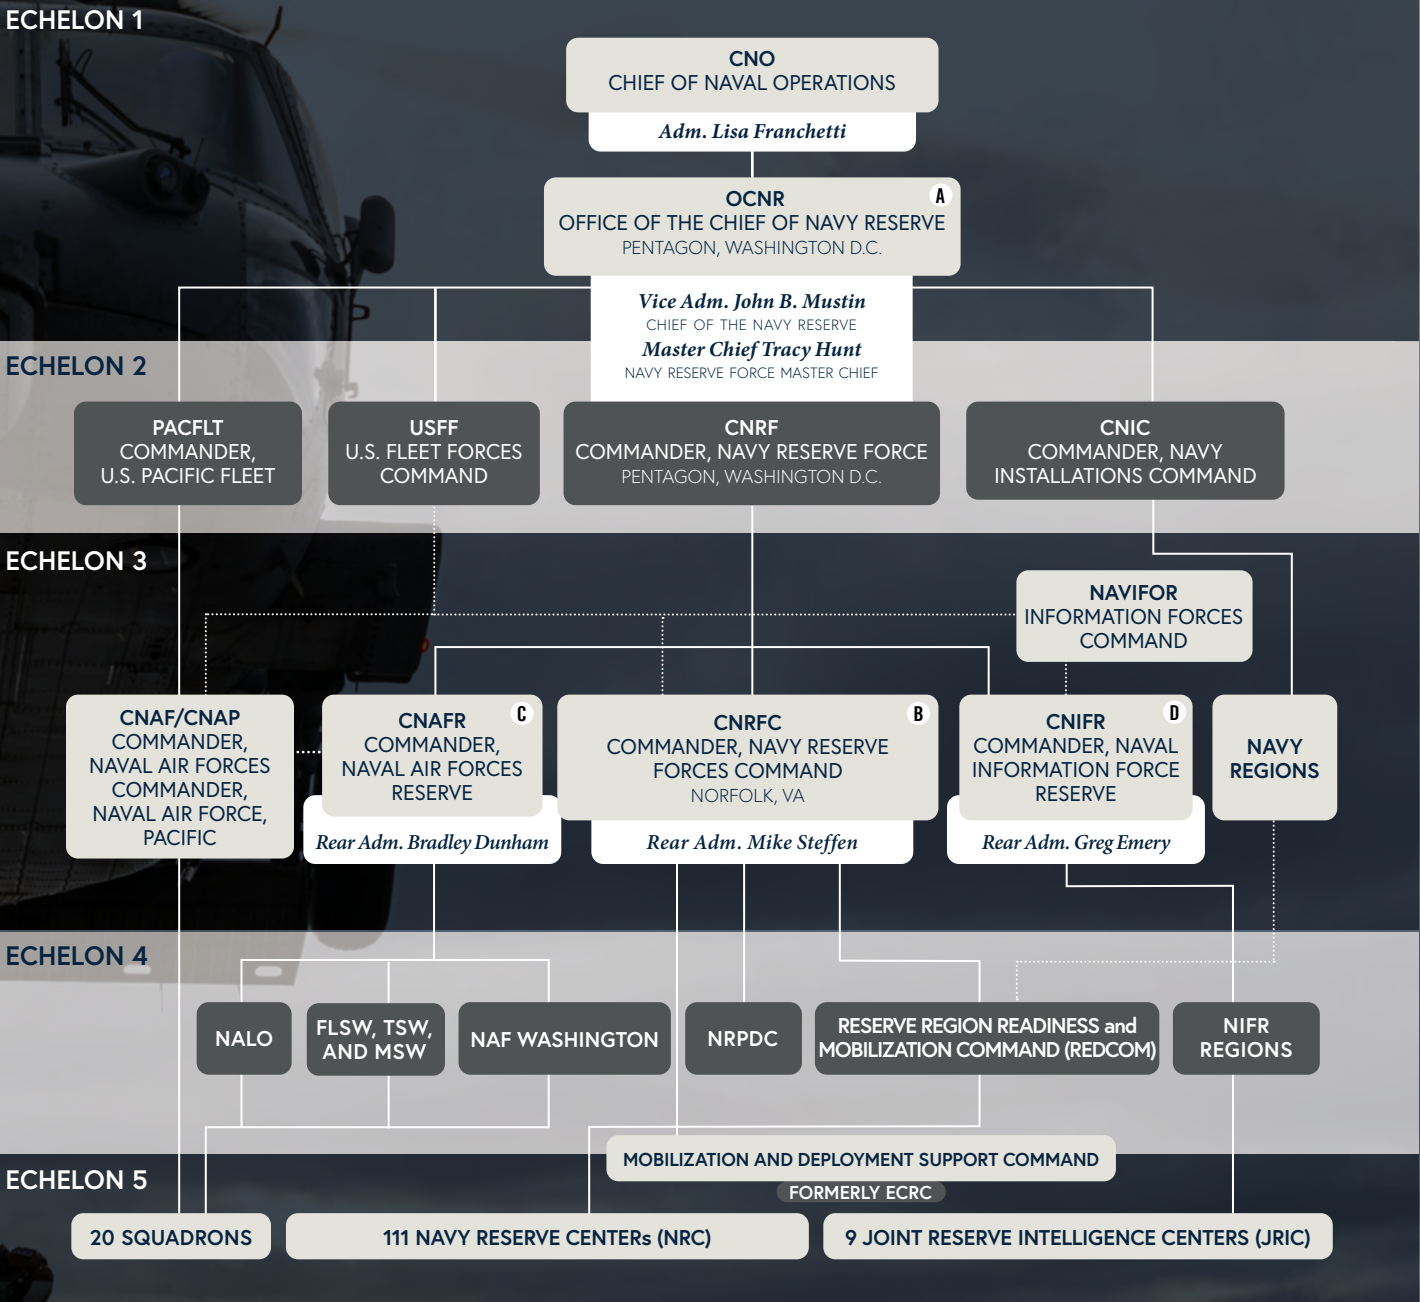 ECHELON 1
CNO
CHIEF OF NAVAL OPERATIONS
Adm. Lisa Franchetti
A
OCNR
OFFICE OF THE CHIEF OF NAVY RESERVE
PENTAGON, WASHINGTON D.C.
Vice Adm. John B. Mustin
CHIEF OF THE NAVY RESERVE
Master Chief Tracy Hunt
NAVY RESERVE FORCE MASTER CHIEF
ECHELON 2
PACFLT
COMMANDER,
U.S. PACIFIC FLEET
USFF
U.S. FLEET FORCES
COMMAND
CNRF
COMMANDER, NAVY RESERVE FORCE
PENTAGON, WASHINGTON D.C.
CNIC
COMMANDER, NAVY
INSTALLATIONS COMMAND
ECHELON 3
NAVIFOR
INFORMATION FORCES
COMMAND
CNAF/CNAP
COMMANDER,
NAVAL AIR FORCES
COMMANDER,
NAVAL AIR FORCE,
PACIFIC
C
CNAFR
COMMANDER,
NAVAL AIR FORCES
RESERVE
Rear Adm. Bradley Dunham
B
CNRFC
COMMANDER, NAVY RESERVE
FORCES COMMAND
NORFOLK, VA
Rear Adm. Mike Steffen
D
CNIFR
COMMANDER, NAVAL
INFORMATION FORCE
RESERVE
Rear Adm. Greg Emery
NAVY
REGIONS
ECHELON 4
NALO
FLSW, TSW,
AND MSW
NAF WASHINGTON
NRPDC
RESERVE REGION READINESS and
MOBILIZATION COMMAND (REDCOM)
NIFR
REGIONS
ECHELON 5
MOBILIZATION AND DEPLOYMENT SUPPORT COMMAND
FORMERLY ECRC
20 SQUADRONS
111 NAVY RESERVE CENTERs (NRC)
9 JOINT RESERVE INTELLIGENCE CENTERS (JRIC)